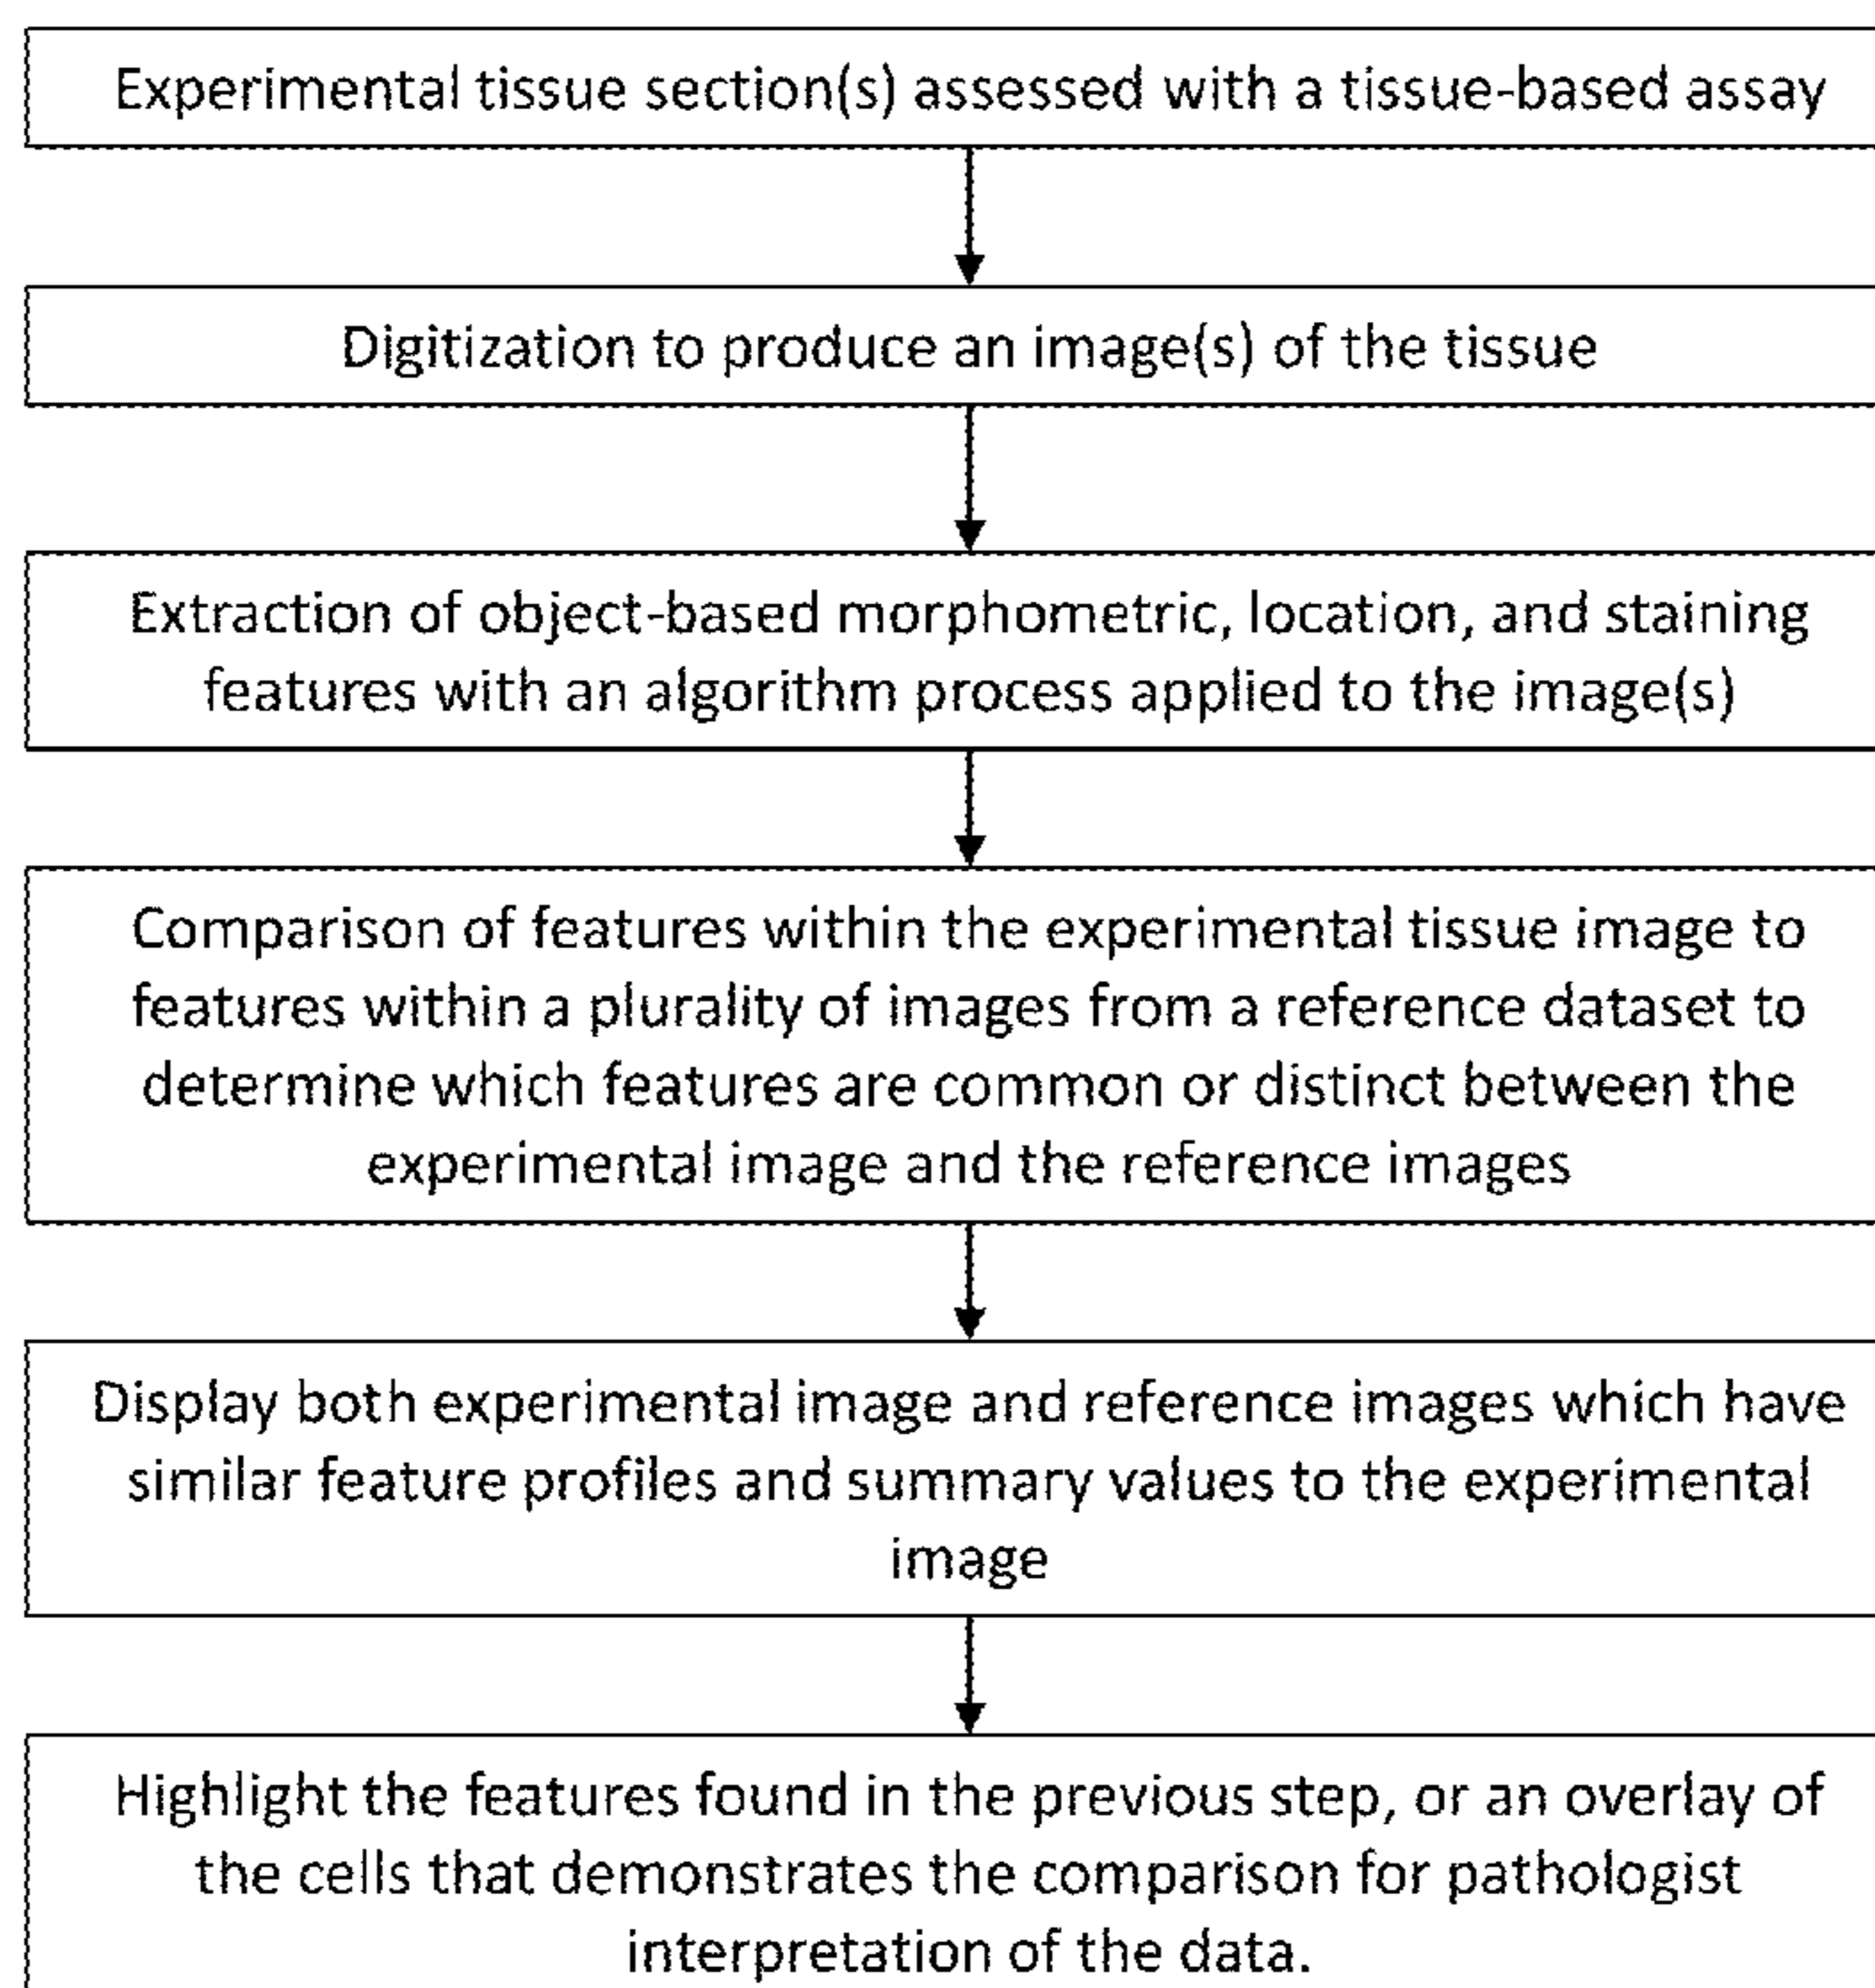 Experimental tissue section(s) assessed with a tissue-based assay
Digitization to produce an image(s) of the tissue
Extraction of object-based morphometric, location, and staining
features with an algorithm process applied to the image(s)
Comparison of features within the experimental tissue image to
features within a plurality of images from a reference dataset to
determine which features are common or distinct between the
experimental image and the reference images
Display both experimental image and reference images which have
similar feature profiles and summary values to the experimental
image
Highlight the features found in the previous step, or an overlay of
the cells that demonstrates the comparison for pathologist
interpretation of the data.